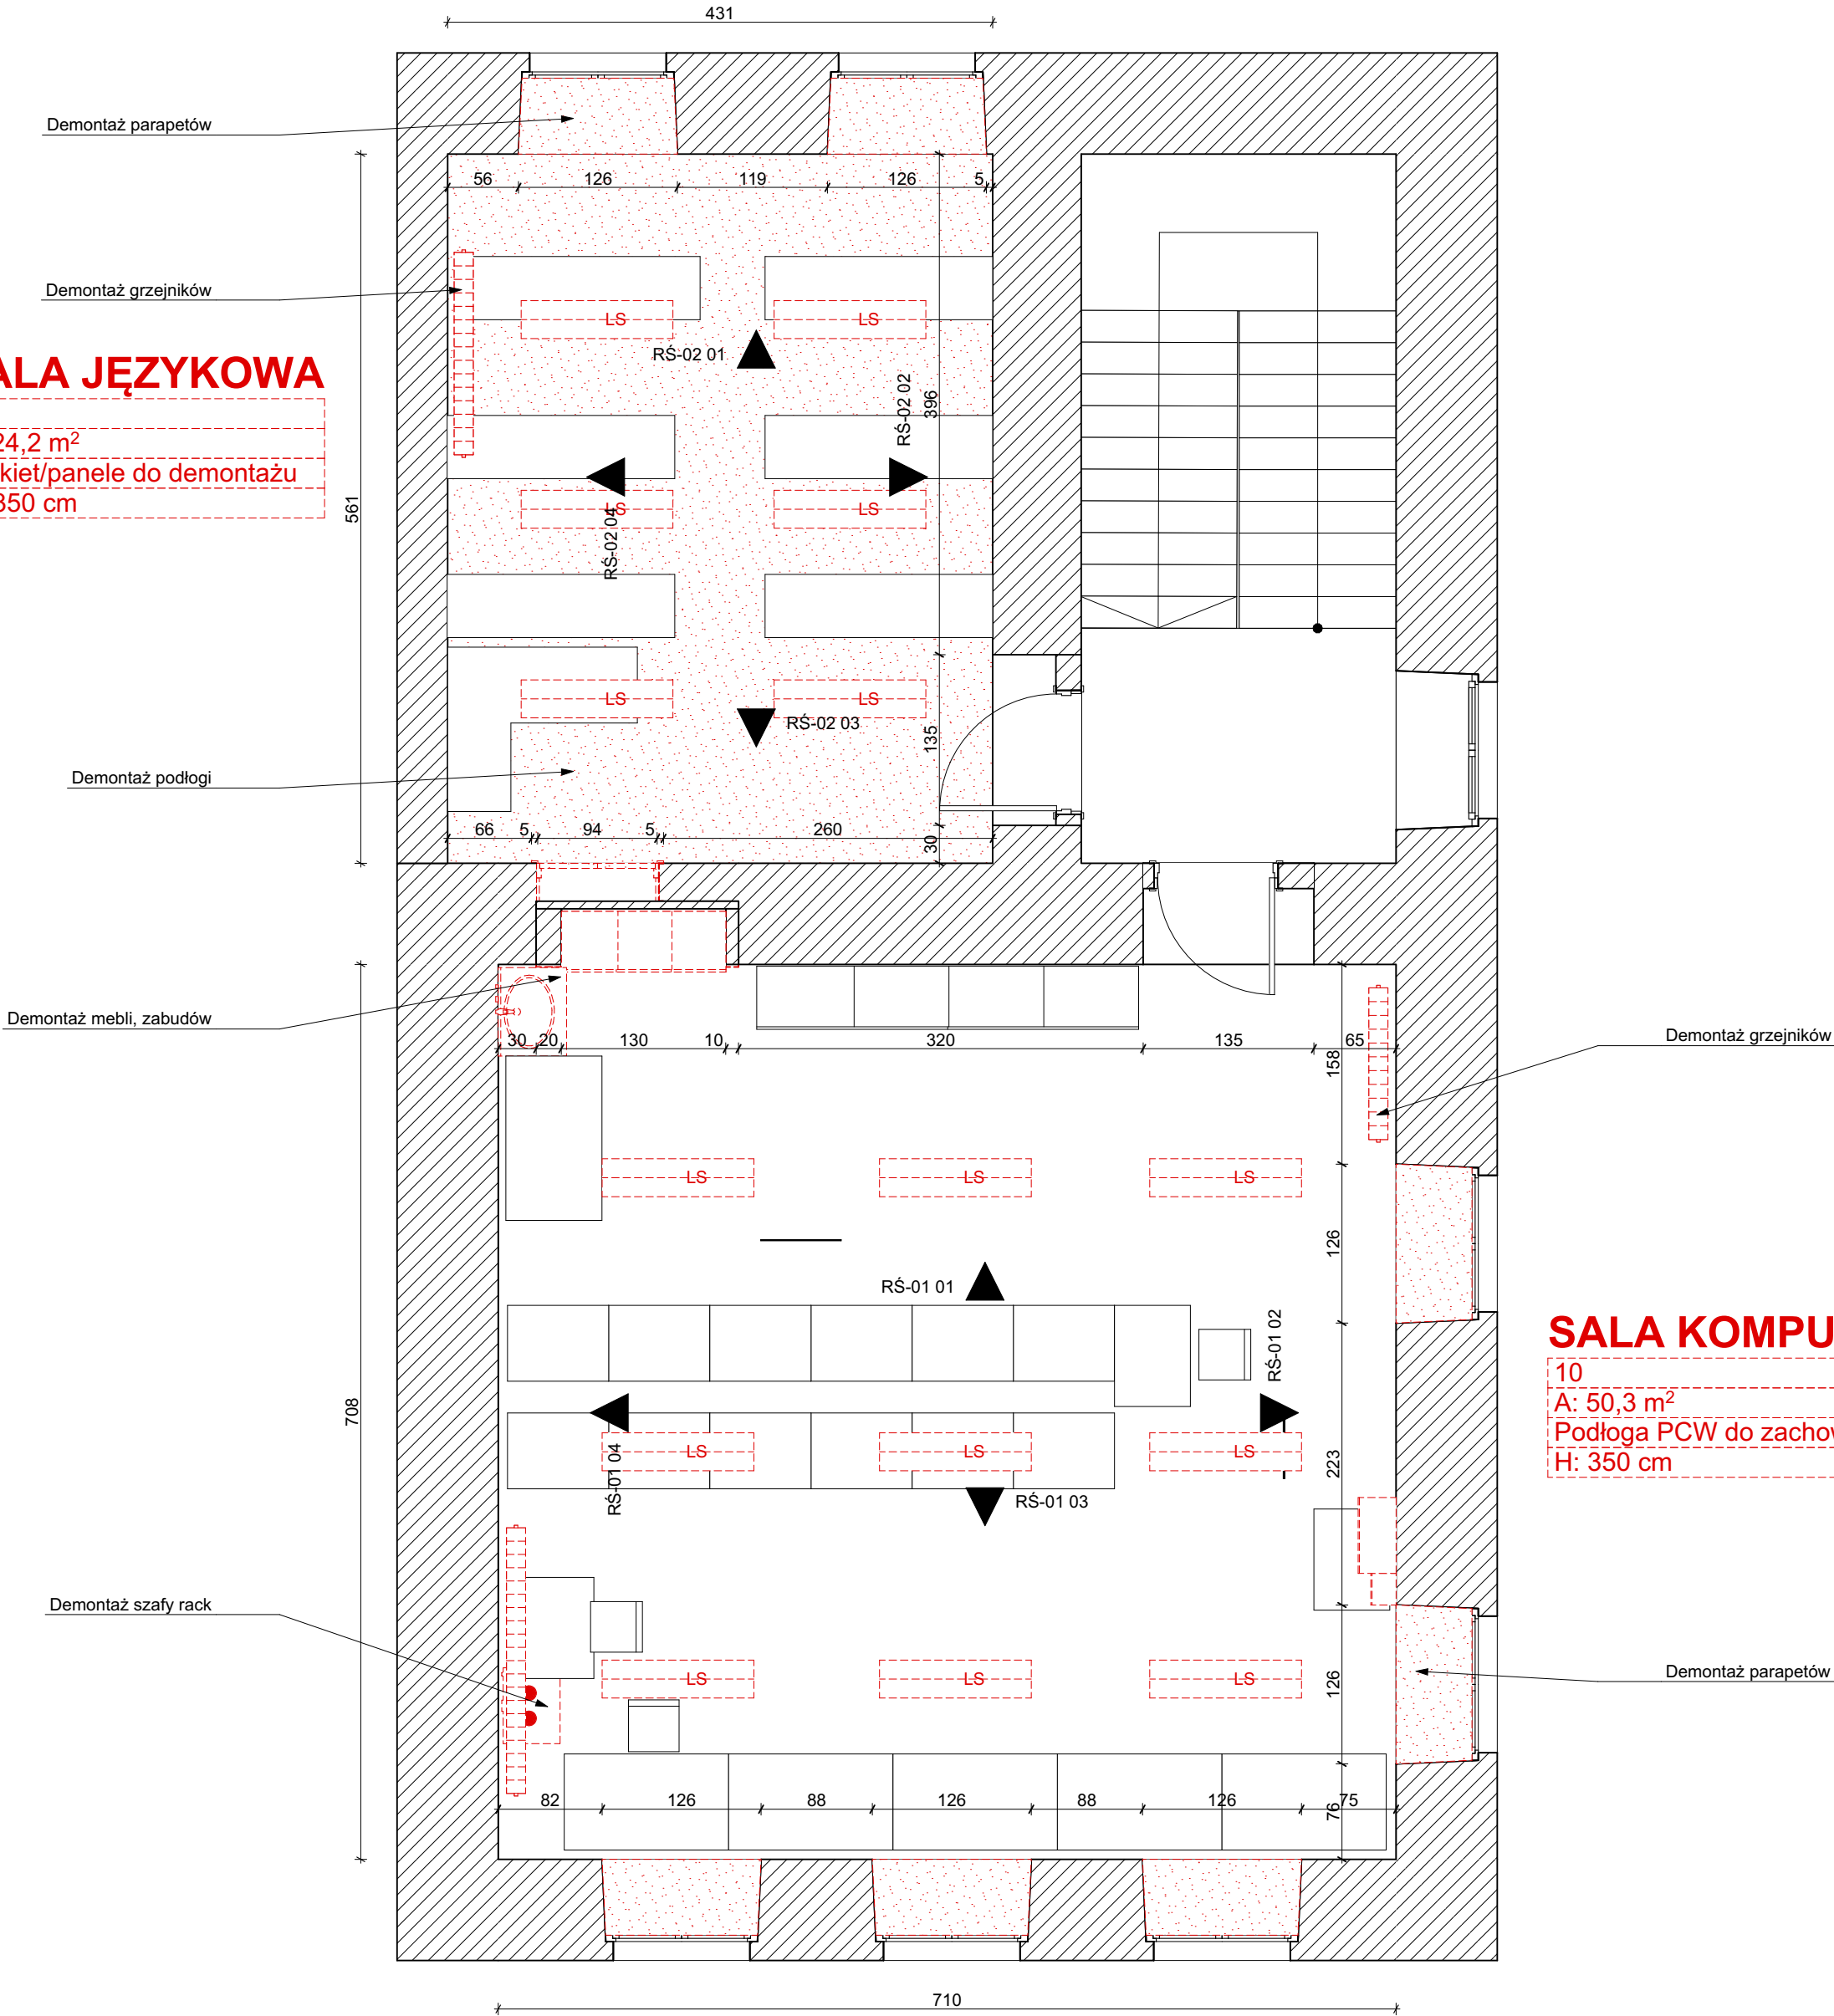 431
Demontaż parapetów
56 126 119 126 5
Demontaż grzejników
LS LS
RŚ-02 01
RŚ-02 02
396
ALA JĘZYKOWA
24,2 m²
kiet/panele do demontażu
350 cm
561
LS LS
RŚ-02 04
LS LS
RŚ-02 03
135
Demontaż podłogi
66 5 94 5 260
30
Demontaż mebli, zabudów
30 20 130 10 320 135 65
158
Demontaż grzejników
LS LS LS
126
RŚ-01 01
RŚ-01 02
SALA KOMPU
10
A: 50,3 m²
Podłoga PCW do zachow
H: 350 cm
708
LS LS LS
223
RŚ-01 04
RŚ-01 03
Demontaż szafy rack
LS LS LS
126
Demontaż parapetów
82 126 88 126 88 126 75
76
710